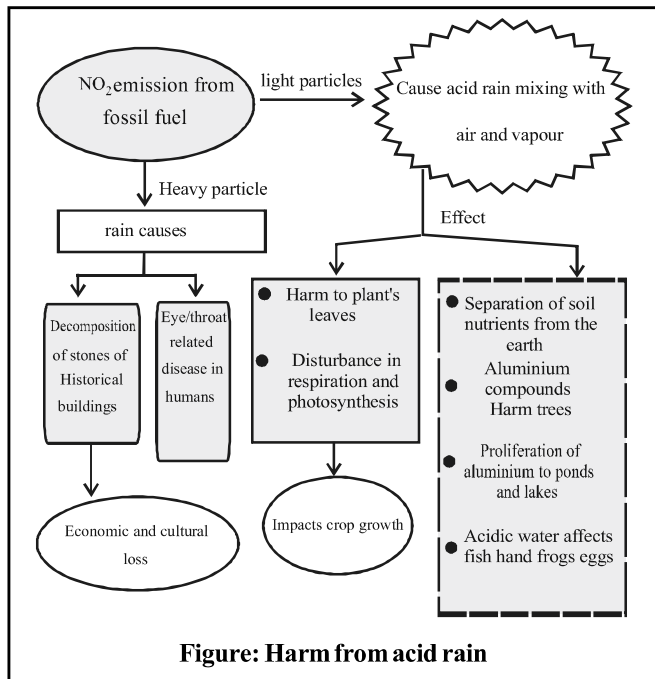 NO2 emission from
fossil fuel
light particles
Cause acid rain mixing with
air and vapour
Heavy particle
rain causes
Effect
Decomposition
of stones of
Historical
buildings
Eye/throat
related
disease in
humans
Harm to plant's
leaves
Disturbance in
respiration and
photosynthesis
Separation of soil
nutrients from the
earth
Aluminium
compounds
Harm trees
Proliferation of
aluminium to ponds
and lakes
Acidic water affects
fish hand frogs eggs
Economic and cultural
loss
Impacts crop growth
Figure: Harm from acid rain